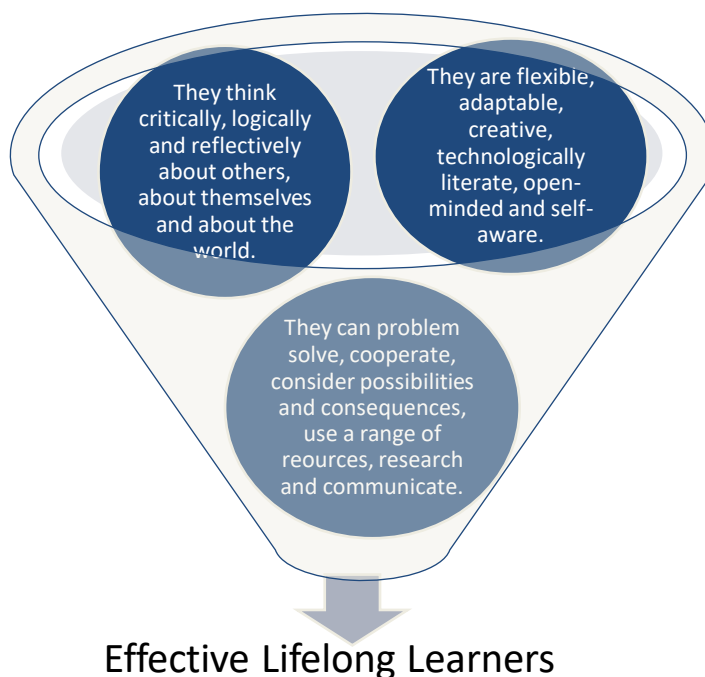 They think
critically, logically
and reflectively
about others,
about themselves
and about the
world.
They are flexible,
adaptable,
creative,
technologically
literate, open-
minded and self-
aware.
They can problem
solve, cooperate,
consider possibilities
and consequences,
use a range of
reources, research
and communicate.
Effective Lifelong Learners